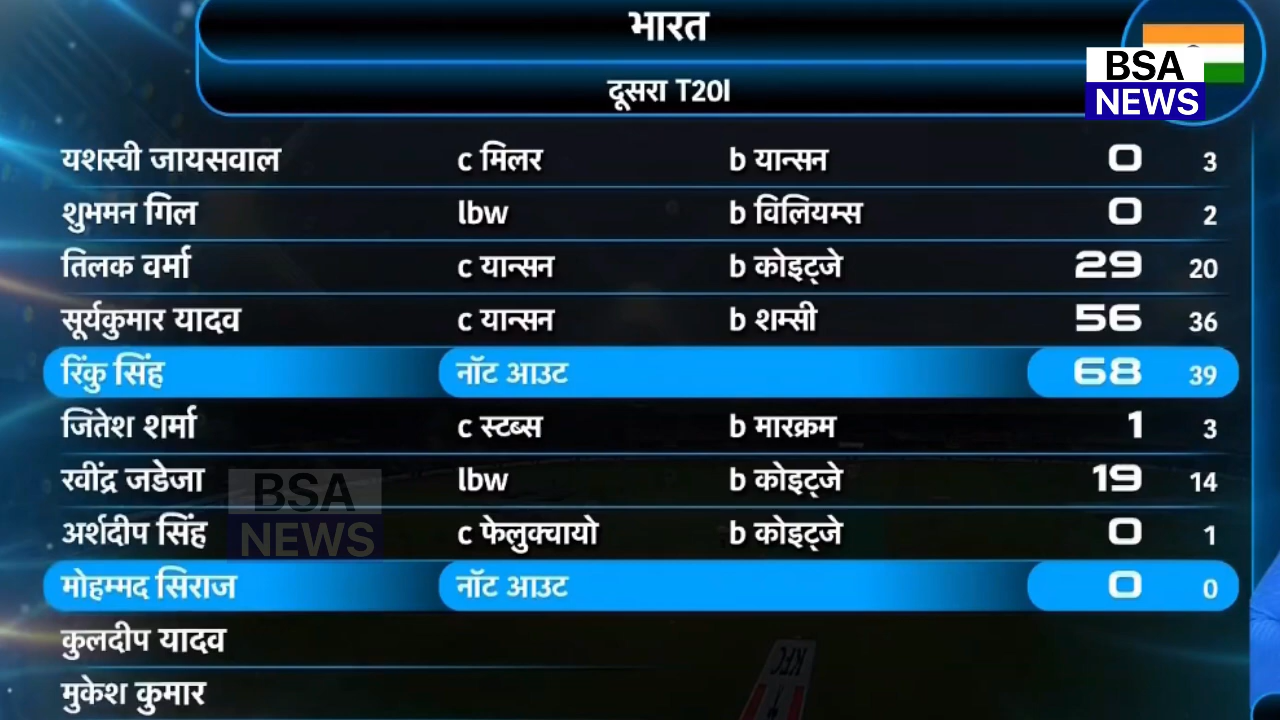 भारत
BSA
NEWS
दूसरा T20I
यशस्वी जायसवाल c मिलर b यान्सन 0 3
शुभमन गिल lbw b विलियम्स 0 2
तिलक वर्मा c यान्सन b कोइट्जे 29 20
सूर्यकुमार यादव c यान्सन b शम्सी 56 36
रिंकु सिंह नॉट आउट 68 39
जितेश शर्मा c स्टब्स b मारक्रम 1 3
रवींद्र जडेजा lbw b कोइट्जे 19 14
BSA
NEWS
अर्शदीप सिंह c फेलुक्वायो b कोइट्जे 0 1
मोहम्मद सिराज नॉट आउट 0 0
कुलदीप यादव
मुकेश कुमार
KFC